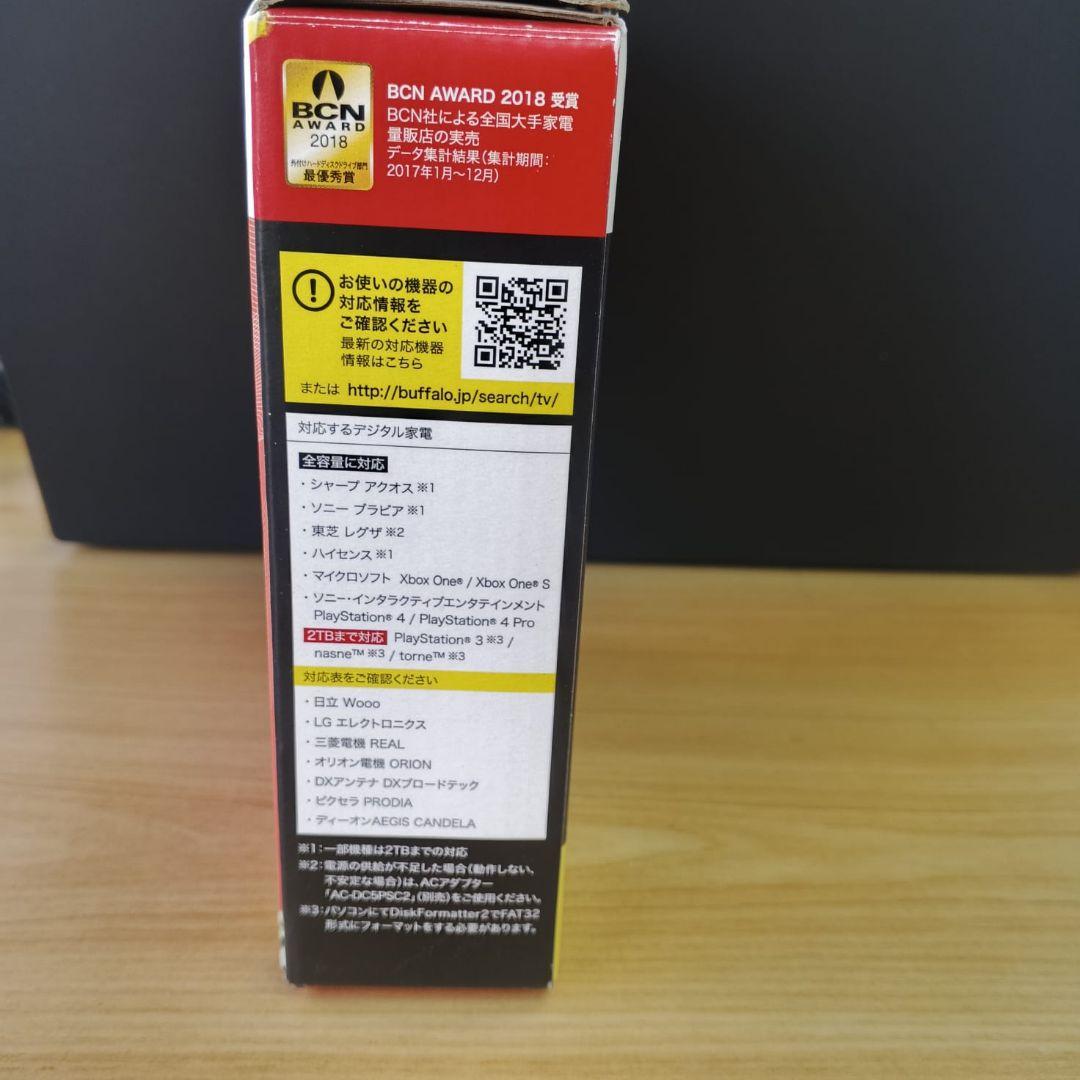 BCN
AWARD
2018
外付けハードディスクドライブ部門
最優秀賞
BCN AWARD 2018 受賞
BCN社による全国大手家電
量販店の実売
データ集計結果(集計期間:
2017年1月〜12月)
お使いの機器の
対応情報を
ご確認ください
最新の対応機器
情報はこちら
または http://buffalo.jp/search/tv/
対応するデジタル家電
全容量に対応
・シャープ アクオス※1
・ソニー ブラビア※1
・東芝 レグザ※2
・ハイセンス※1
・マイクロソフト Xbox One® / Xbox One® S
・ソニー・インタラクティブエンタテインメント
PlayStation® 4 / PlayStation® 4 Pro
2TBまで対応 PlayStation® 3※3 /
nasne™※3 / torne™※3
対応表をご確認ください
・日立 Wooo
・LG エレクトロニクス
・三菱電機 REAL
・オリオン電機 ORION
・DXアンテナ DXブロードテック
・ピクセラ PRODIA
・ディーオンAEGIS CANDELA
※1:一部機種は2TBまでの対応
※2:電源の供給が不足した場合(動作しない、
不安定な場合)は、ACアダプター
「AC-DC5PSC2」(別売)をご使用ください。
※3:パソコンにてDiskFormatter2でFAT32
形式にフォーマットをする必要があります。